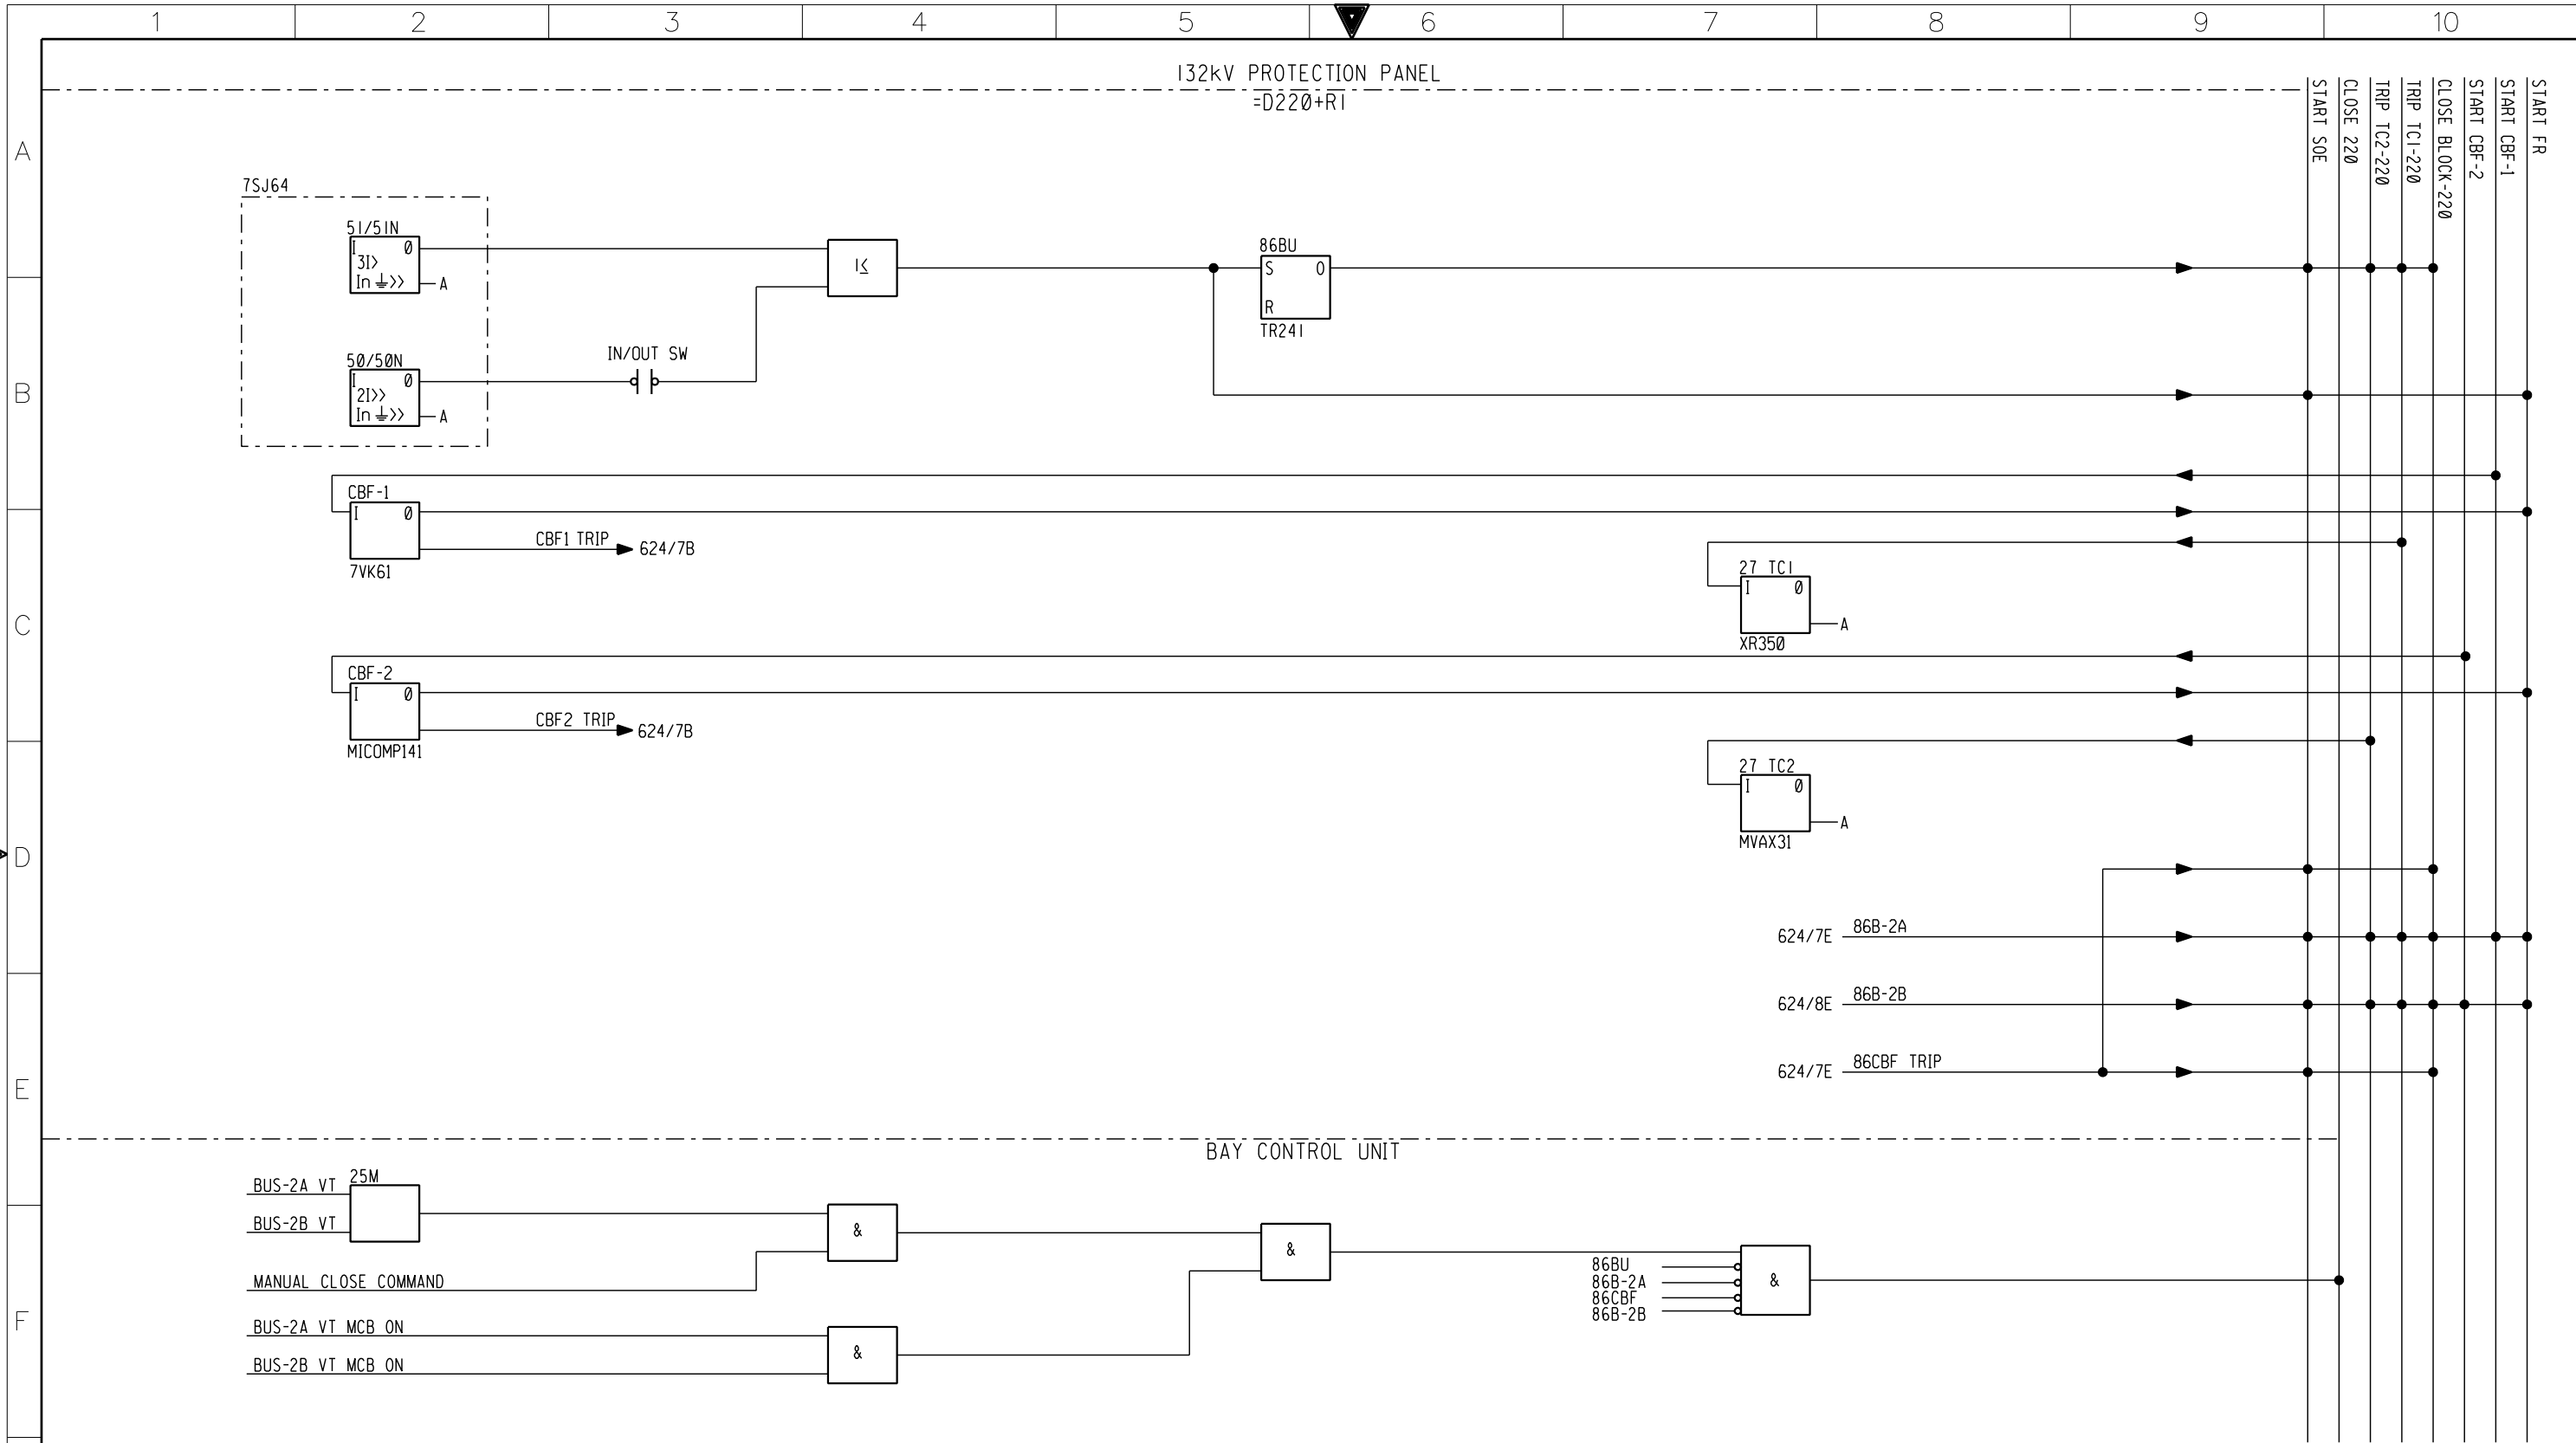 1 2 3 4 5 6 7 8 9 10
132kV PROTECTION PANEL
=D220+R1
START SOE
CLOSE 220
TRIP TC2-220
TRIP TC1-220
CLOSE BLOCK-220
START CBF-2
START CBF-1
START FR
A
7SJ64
51/51N
I 0
3I>
In ⏚>>
A
I≤
86BU
S O
R
TR241
B
50/50N
I 0
2I>>
In ⏚>>
A
IN/OUT SW
CBF-1
I 0
7VK61
CBF1 TRIP
624/7B
C
27 TC1
I 0
A
XR350
CBF-2
I 0
MICOMP141
CBF2 TRIP
624/7B
27 TC2
I 0
A
MVAX31
D
624/7E 86B-2A
624/8E 86B-2B
624/7E 86CBF TRIP
E
BAY CONTROL UNIT
BUS-2A VT
25M
BUS-2B VT
&
&
MANUAL CLOSE COMMAND
86BU
86B-2A
86CBF
86B-2B
&
F
BUS-2A VT MCB ON
BUS-2B VT MCB ON
&